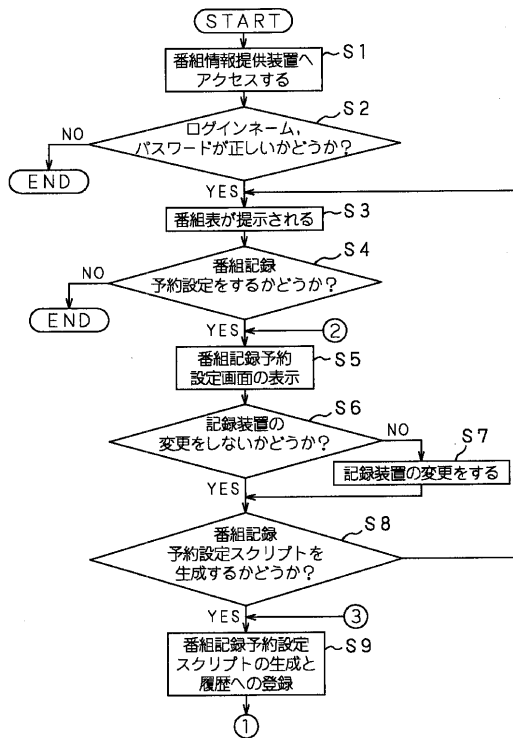 START
番組情報提供装置へ
アクセスする
S1
S2
ログインネーム,
パスワードが正しいかどうか?
NO
END
YES
番組表が提示される
S3
S4
番組記録
予約設定をするかどうか?
NO
END
YES
②
番組記録予約
設定画面の表示
S5
S6
記録装置の
変更をしないかどうか?
NO
S7
記録装置の変更をする
YES
S8
番組記録
予約設定スクリプトを
生成するかどうか?
YES
③
番組記録予約設定
スクリプトの生成と
履歴への登録
S9
①